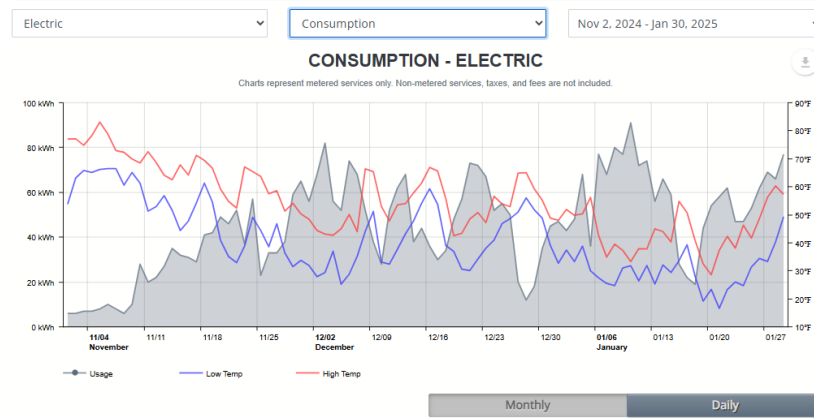 Electric
Consumption
Nov 2, 2024 - Jan 30, 2025
CONSUMPTION - ELECTRIC
Charts represent metered services only. Non-metered services, taxes, and fees are not included.
100 kWh
80 kWh
60 kWh
40 kWh
20 kWh
0 kWh
90°F
80°F
70°F
60°F
50°F
40°F
30°F
20°F
10°F
11/04 11/11 11/18 11/25 12/02 12/09 12/16 12/23 12/30 01/06 01/13 01/20 01/27
November December January
Usage Low Temp High Temp
Monthly Daily